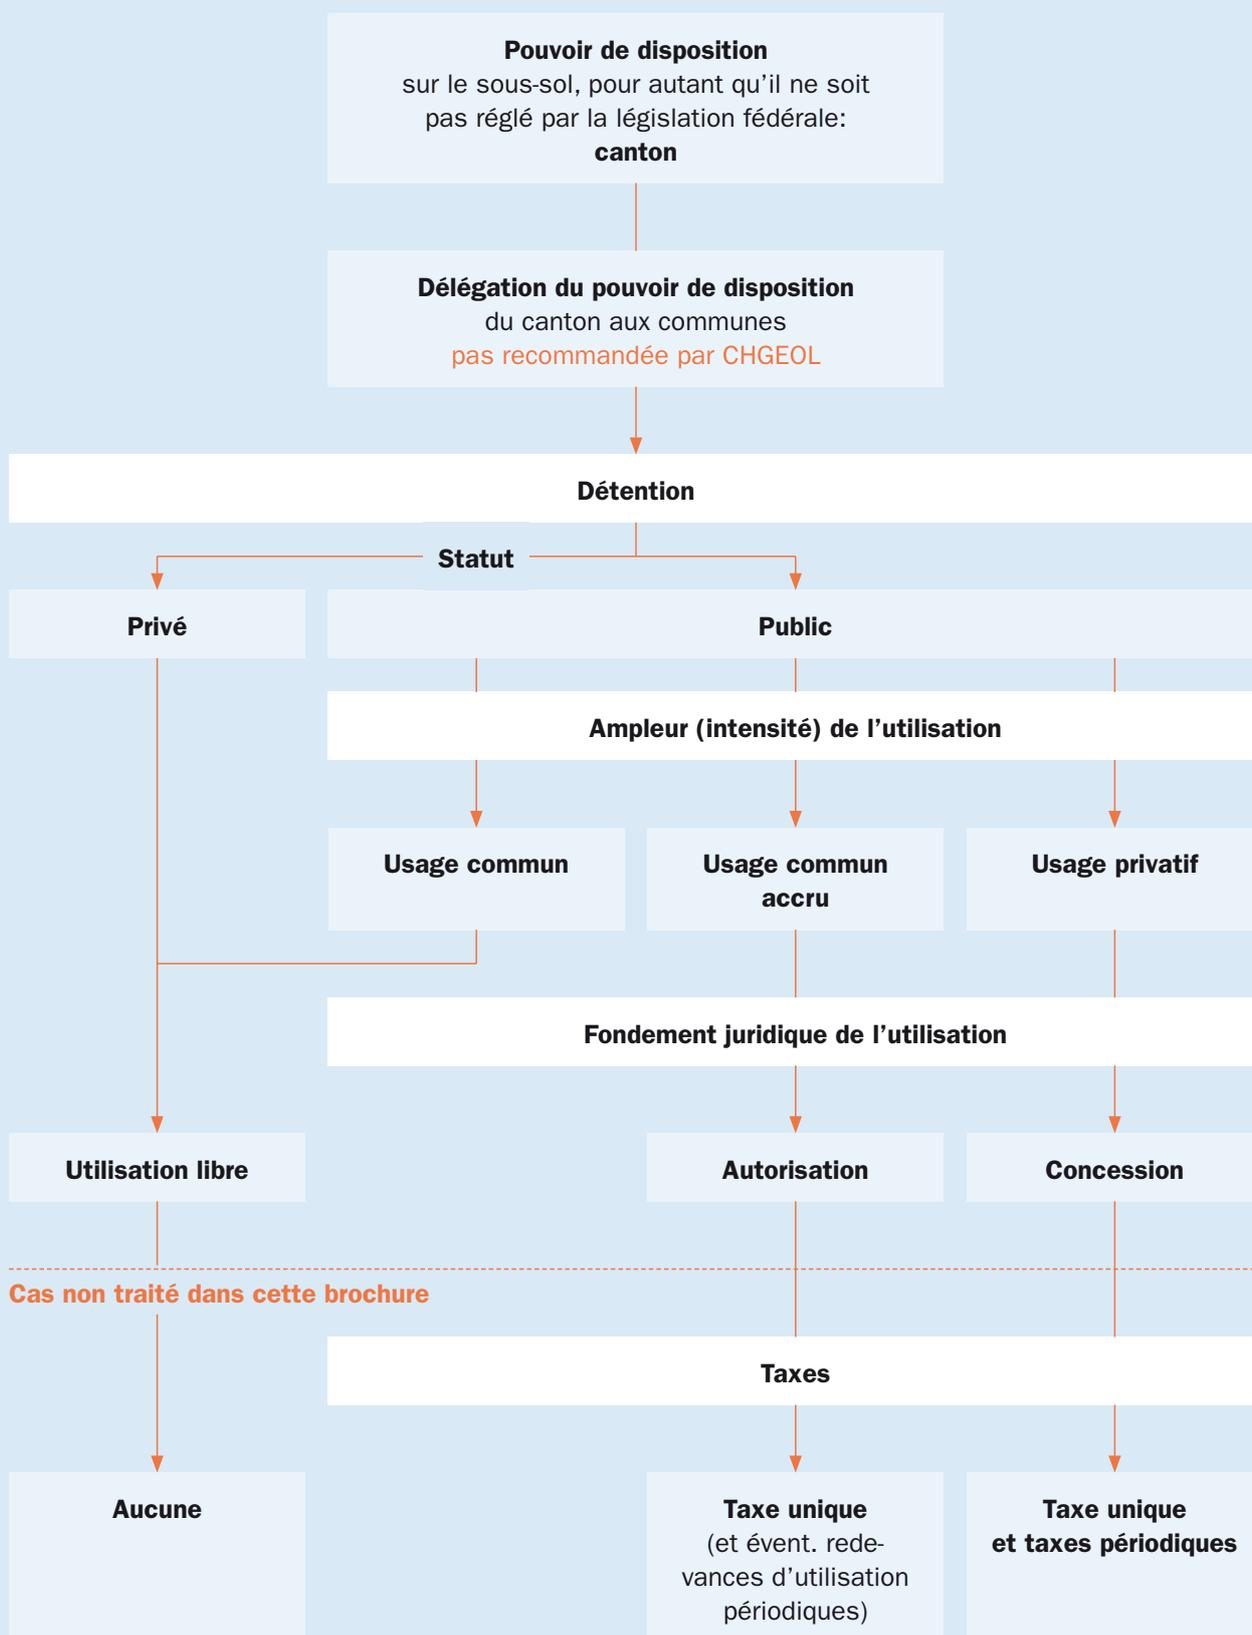 Pouvoir de disposition
sur le sous-sol, pour autant qu’il ne soit
pas réglé par la législation fédérale:
canton
Délégation du pouvoir de disposition
du canton aux communes
pas recommandée par CHGEOL
Détention
Statut
Privé
Public
Ampleur (intensité) de l’utilisation
Usage commun
Usage commun
accru
Usage privatif
Fondement juridique de l’utilisation
Utilisation libre
Autorisation
Concession
Cas non traité dans cette brochure
Taxes
Aucune
Taxe unique
(et évent. rede-
vances d’utilisation
périodiques)
Taxe unique
et taxes périodiques